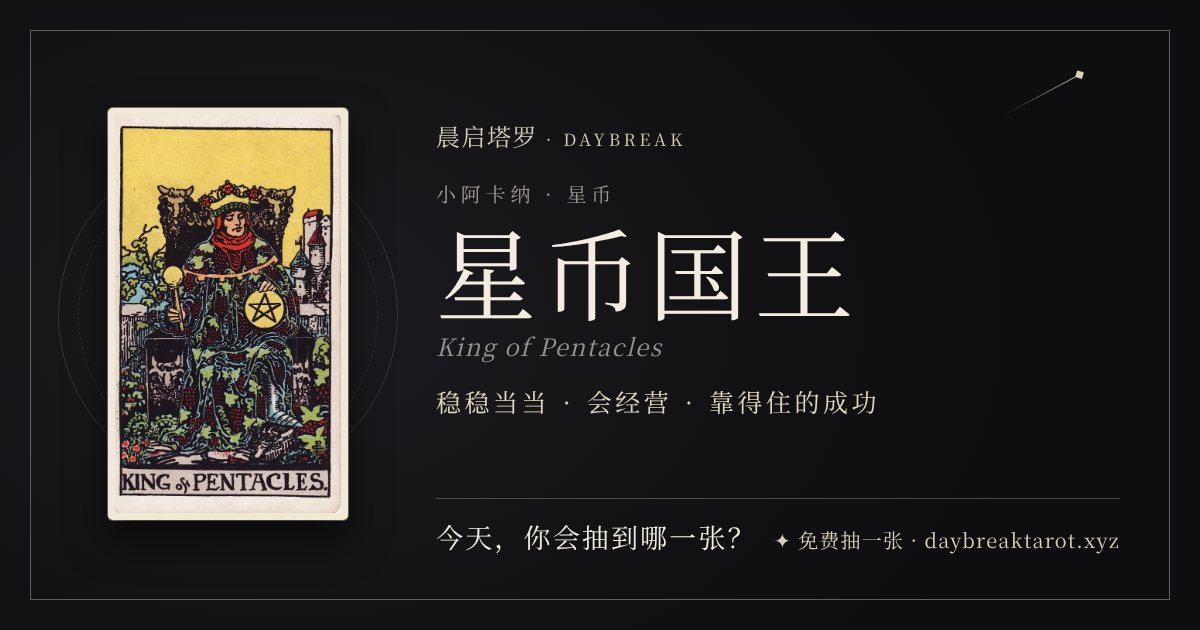 晨启塔罗 · DAYBREAK
小阿卡纳 · 星币
星币国王
King of Pentacles
稳稳当当 · 会经营 · 靠得住的成功
KING of PENTACLES.
今天，你会抽到哪一张？ ✦ 免费抽一张 · daybreaktarot.xyz